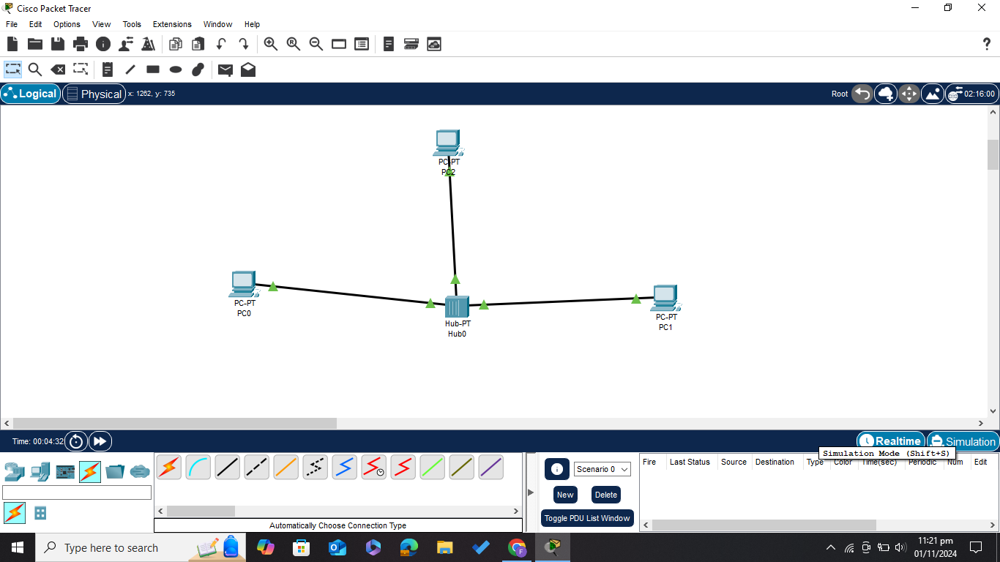 Cisco Packet Tracer
File Edit Options View Tools Extensions Window Help
?
Logical Physical x: 1262, y: 735 Root 02:16:00
PC-PT
PC2
PC-PT
PC0
Hub-PT
Hub0
PC-PT
PC1
Time: 00:04:32 Realtime Simulation
Simulation Mode (Shift+S)
Scenario 0
New Delete
Toggle PDU List Window
Fire Last Status Source Destination Type Color Time(sec) Periodic Num Edit
Automatically Choose Connection Type
Type here to search
F
11:21 pm
01/11/2024